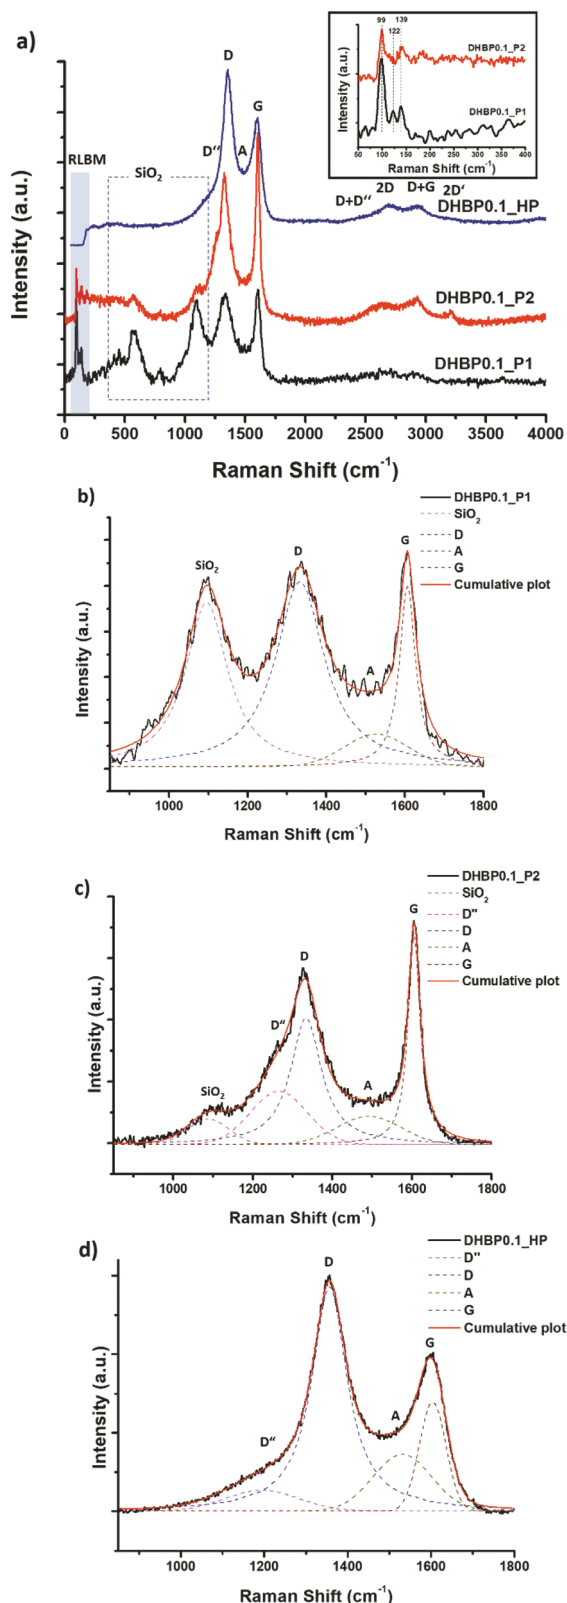 a)
99
139
122
DHBP0.1_P2
DHBP0.1_P1
Intensity (a.u.)
50
100
150
200
250
300
350
400
Raman Shift (cm-1)
D
G
D“
A
RLBM
SiO2
D+D“
2D
D+G
2D‘
DHBP0.1_HP
DHBP0.1_P2
DHBP0.1_P1
Intensity (a.u.)
0
500
1000
1500
2000
2500
3000
3500
4000
Raman Shift (cm-1)
b)
DHBP0.1_P1
SiO2
D
A
G
Cumulative plot
SiO2
D
A
G
Intensity (a.u.)
1000
1200
1400
1600
1800
Raman Shift (cm-1)
c)
DHBP0.1_P2
SiO2
D"
D
A
G
Cumulative plot
SiO2
D“
D
A
G
Intensity (a.u.)
1000
1200
1400
1600
1800
Raman Shift (cm-1)
d)
DHBP0.1_HP
D"
D
A
G
Cumulative plot
D“
D
A
G
Intensity (a.u.)
1000
1200
1400
1600
1800
Raman Shift (cm-1)